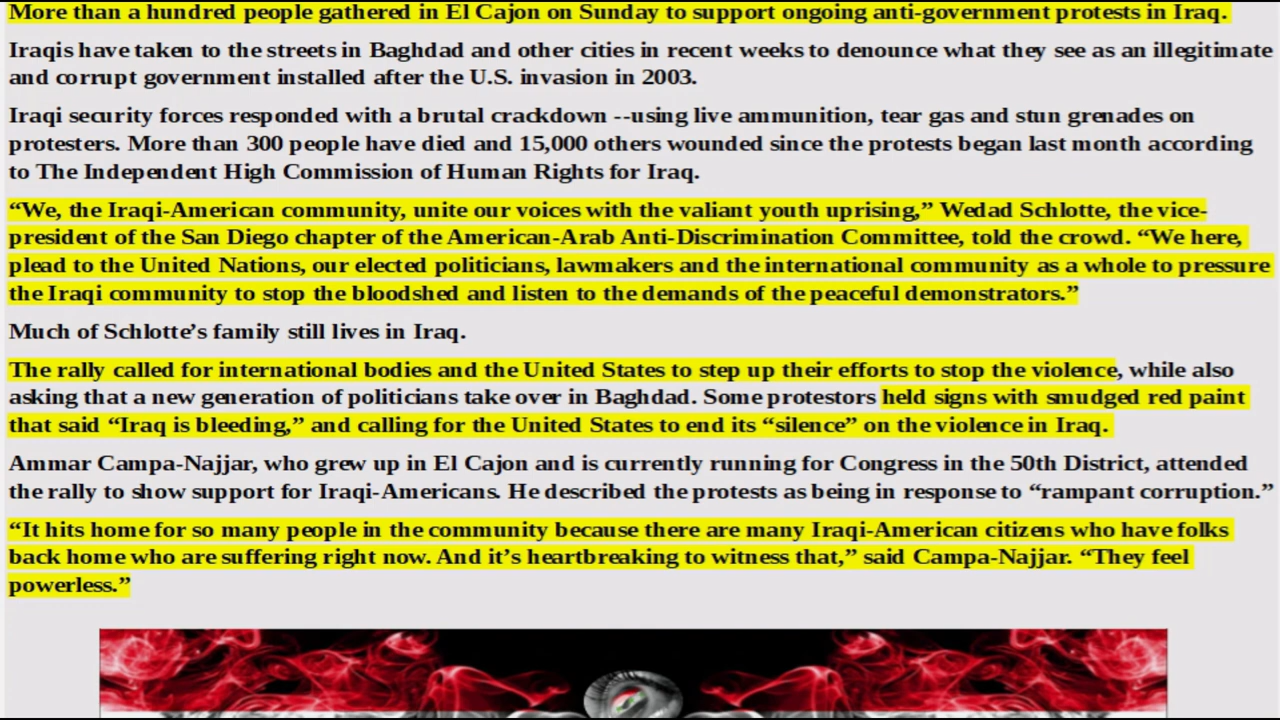 More than a hundred people gathered in El Cajon on Sunday to support ongoing anti-government protests in Iraq.
Iraqis have taken to the streets in Baghdad and other cities in recent weeks to denounce what they see as an illegitimate
and corrupt government installed after the U.S. invasion in 2003.
Iraqi security forces responded with a brutal crackdown --using live ammunition, tear gas and stun grenades on
protesters. More than 300 people have died and 15,000 others wounded since the protests began last month according
to The Independent High Commission of Human Rights for Iraq.
“We, the Iraqi-American community, unite our voices with the valiant youth uprising,” Wedad Schlotte, the vice-
president of the San Diego chapter of the American-Arab Anti-Discrimination Committee, told the crowd. “We here,
plead to the United Nations, our elected politicians, lawmakers and the international community as a whole to pressure
the Iraqi community to stop the bloodshed and listen to the demands of the peaceful demonstrators.”
Much of Schlotte’s family still lives in Iraq.
The rally called for international bodies and the United States to step up their efforts to stop the violence, while also
asking that a new generation of politicians take over in Baghdad. Some protestors held signs with smudged red paint
that said “Iraq is bleeding,” and calling for the United States to end its “silence” on the violence in Iraq.
Ammar Campa-Najjar, who grew up in El Cajon and is currently running for Congress in the 50th District, attended
the rally to show support for Iraqi-Americans. He described the protests as being in response to “rampant corruption.”
“It hits home for so many people in the community because there are many Iraqi-American citizens who have folks
back home who are suffering right now. And it’s heartbreaking to witness that,” said Campa-Najjar. “They feel
powerless.”